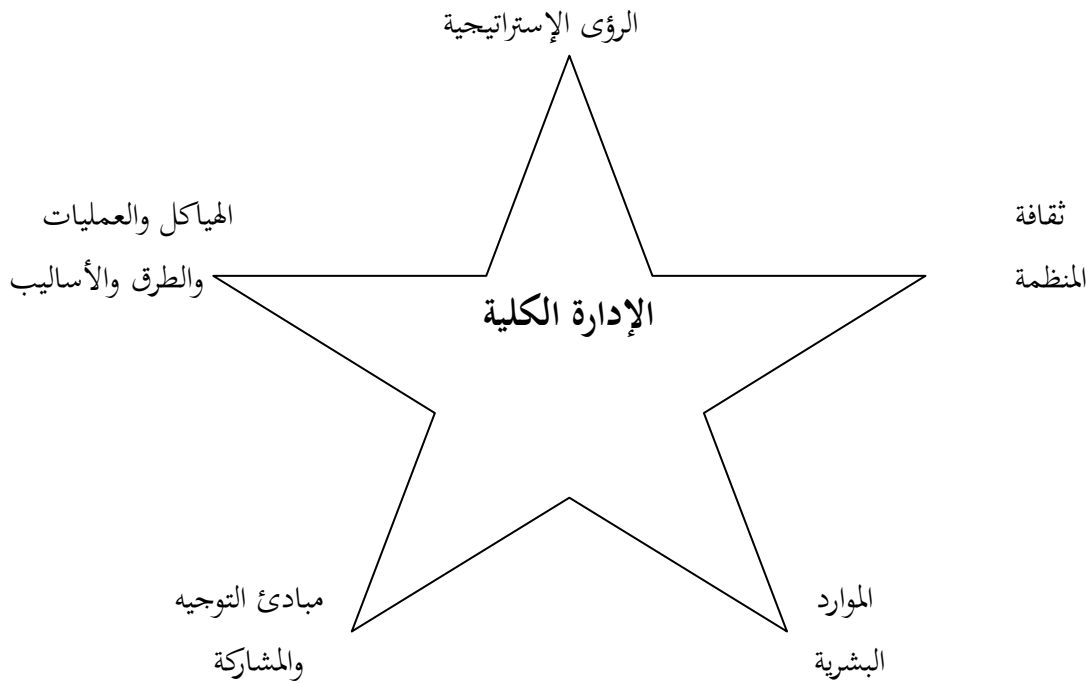 الرؤى الإستراتيجية
ثقافة
المنظمة
الهياكل والعمليات
والطرق والأساليب
الإدارة الكلية
الموارد
البشرية
مبادئ التوجيه
والمشاركة